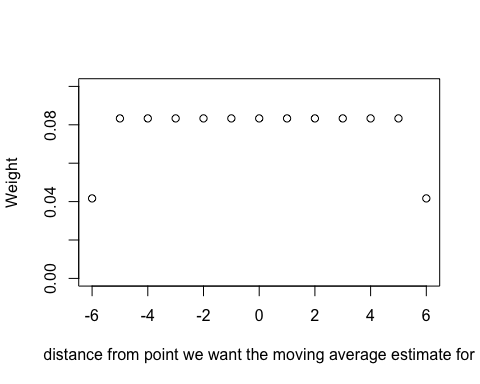 Weight
0.08
0.04
0.00
-6 -4 -2 0 2 4 6
distance from point we want the moving average estimate for